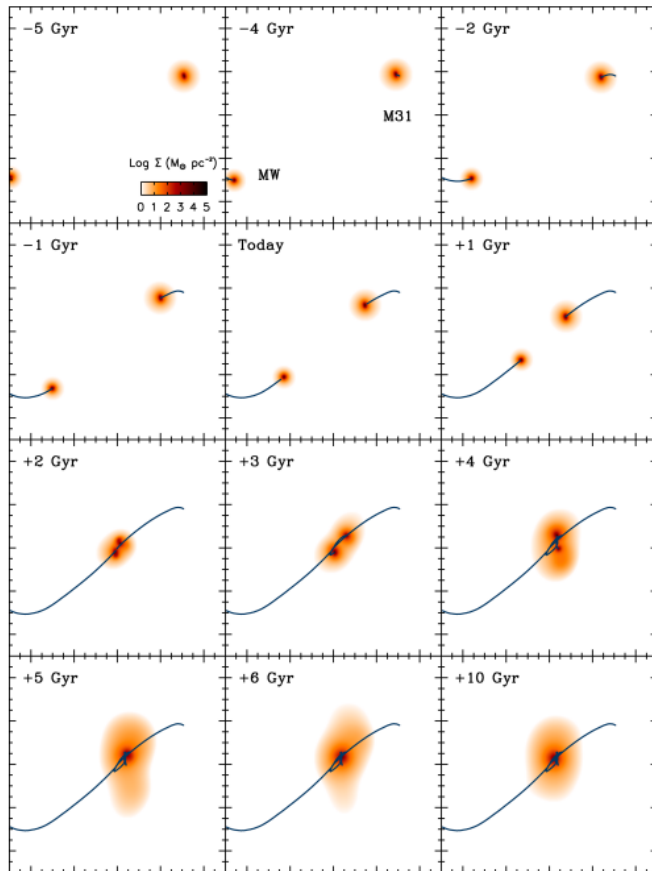 −5 Gyr
−4 Gyr
−2 Gyr
M31
Log Σ (M⊙ pc⁻²)
MW
0 1 2 3 4 5
−1 Gyr
Today
+1 Gyr
+2 Gyr
+3 Gyr
+4 Gyr
+5 Gyr
+6 Gyr
+10 Gyr